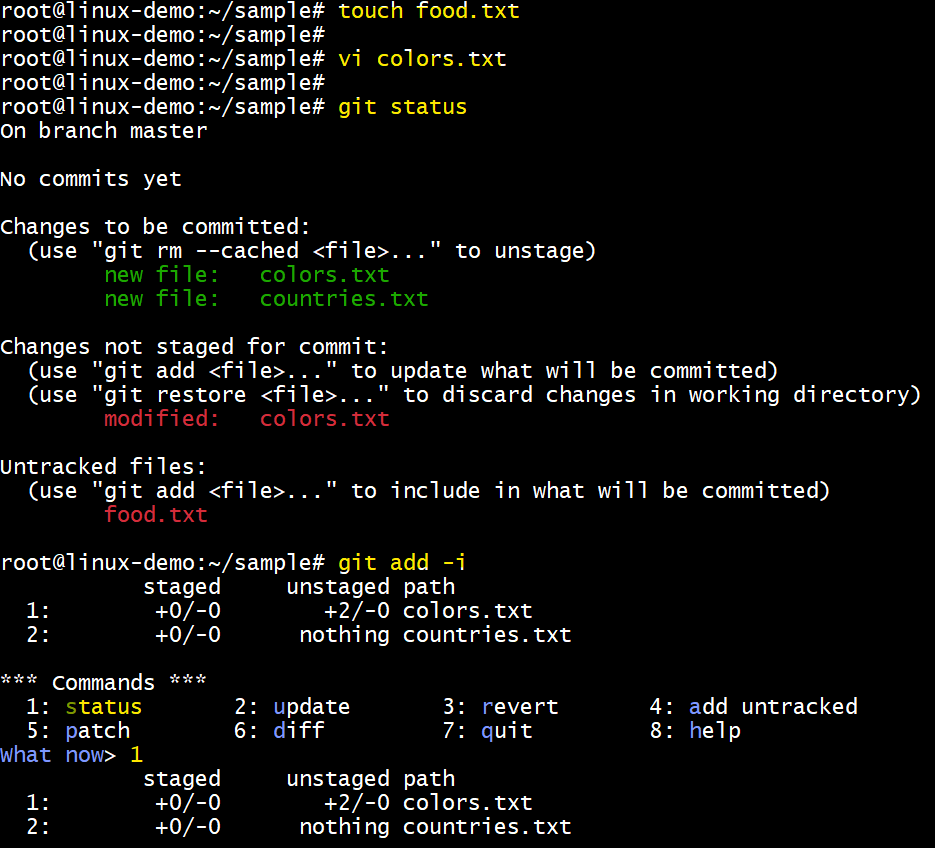 root@linux-demo:~/sample# touch food.txt
root@linux-demo:~/sample#
root@linux-demo:~/sample# vi colors.txt
root@linux-demo:~/sample#
root@linux-demo:~/sample# git status
On branch master
No commits yet
Changes to be committed:
  (use "git rm --cached <file>..." to unstage)
        new file:   colors.txt
        new file:   countries.txt
Changes not staged for commit:
  (use "git add <file>..." to update what will be committed)
  (use "git restore <file>..." to discard changes in working directory)
        modified:   colors.txt
Untracked files:
  (use "git add <file>..." to include in what will be committed)
        food.txt
root@linux-demo:~/sample# git add -i
           staged     unstaged path
  1:        +0/-0        +2/-0 colors.txt
  2:        +0/-0      nothing countries.txt
*** Commands ***
  1: status       2: update       3: revert       4: add untracked
  5: patch        6: diff         7: quit         8: help
What now> 1
           staged     unstaged path
  1:        +0/-0        +2/-0 colors.txt
  2:        +0/-0      nothing countries.txt